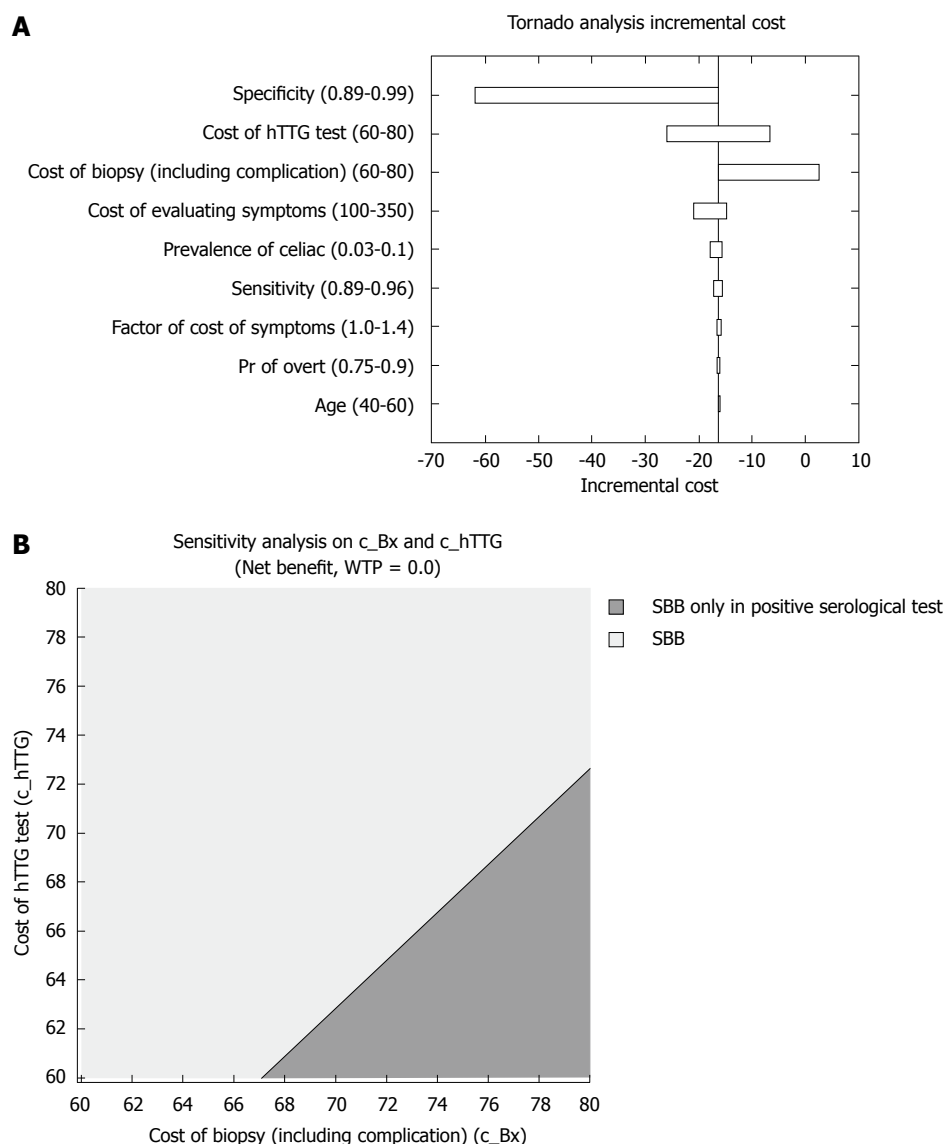 A
Tornado analysis incremental cost
Specificity (0.89-0.99)
Cost of hTTG test (60-80)
Cost of biopsy (including complication) (60-80)
Cost of evaluating symptoms (100-350)
Prevalence of celiac (0.03-0.1)
Sensitivity (0.89-0.96)
Factor of cost of symptoms (1.0-1.4)
Pr of overt (0.75-0.9)
Age (40-60)
-70 -60 -50 -40 -30 -20 -10 0 10
Incremental cost
B
Sensitivity analysis on c_Bx and c_hTTG
(Net benefit, WTP = 0.0)
80
78
76
74
72
70
68
66
64
62
60
Cost of hTTG test (c_hTTG)
SBB only in positive serological test
SBB
60 62 64 66 68 70 72 74 76 78 80
Cost of biopsy (including complication) (c_Bx)